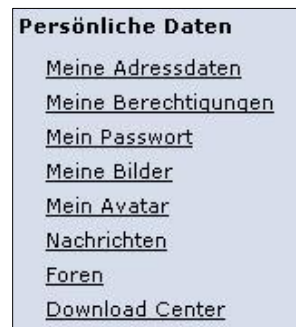 Persönliche Daten
Meine Adressdaten
Meine Berechtigungen
Mein Passwort
Meine Bilder
Mein Avatar
Nachrichten
Foren
Download Center